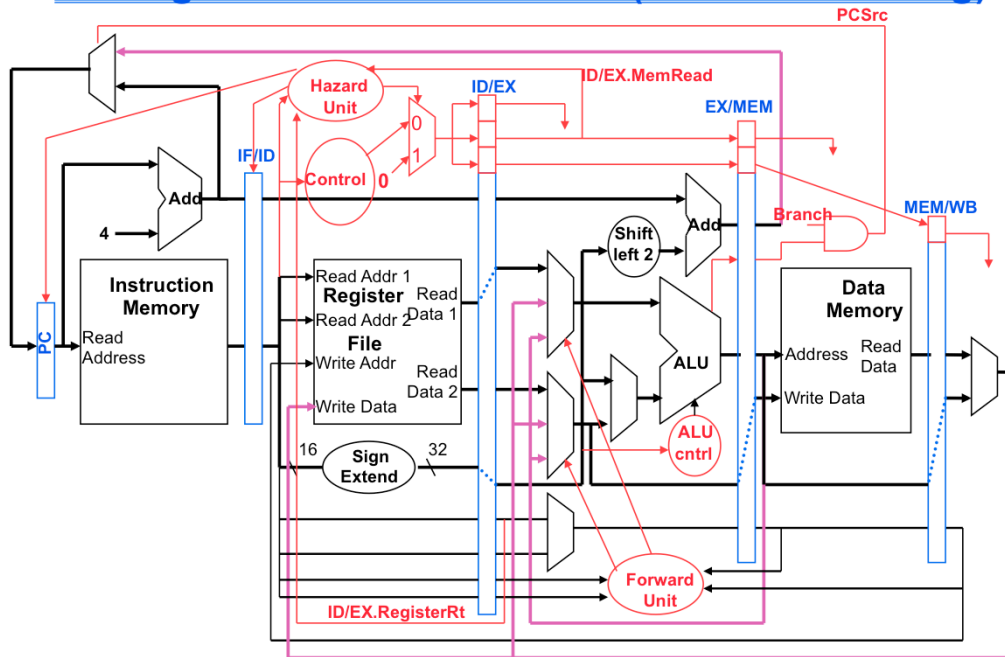 PCSrc
ID/EX.MemRead
Hazard
Unit
ID/EX
EX/MEM
0
1
IF/ID
Control
0
Add
4
Branch
MEM/WB
Add
Shift
left 2
Instruction
Memory
Read Addr 1
Register
Read
Data 1
Read Addr 2
File
Data
Memory
PC
Read
Address
Write Addr
ALU
Address
Read
Data
Read
Data 2
Write Data
Write Data
ALU
cntrl
16
Sign
Extend
32
Forward
Unit
ID/EX.RegisterRt